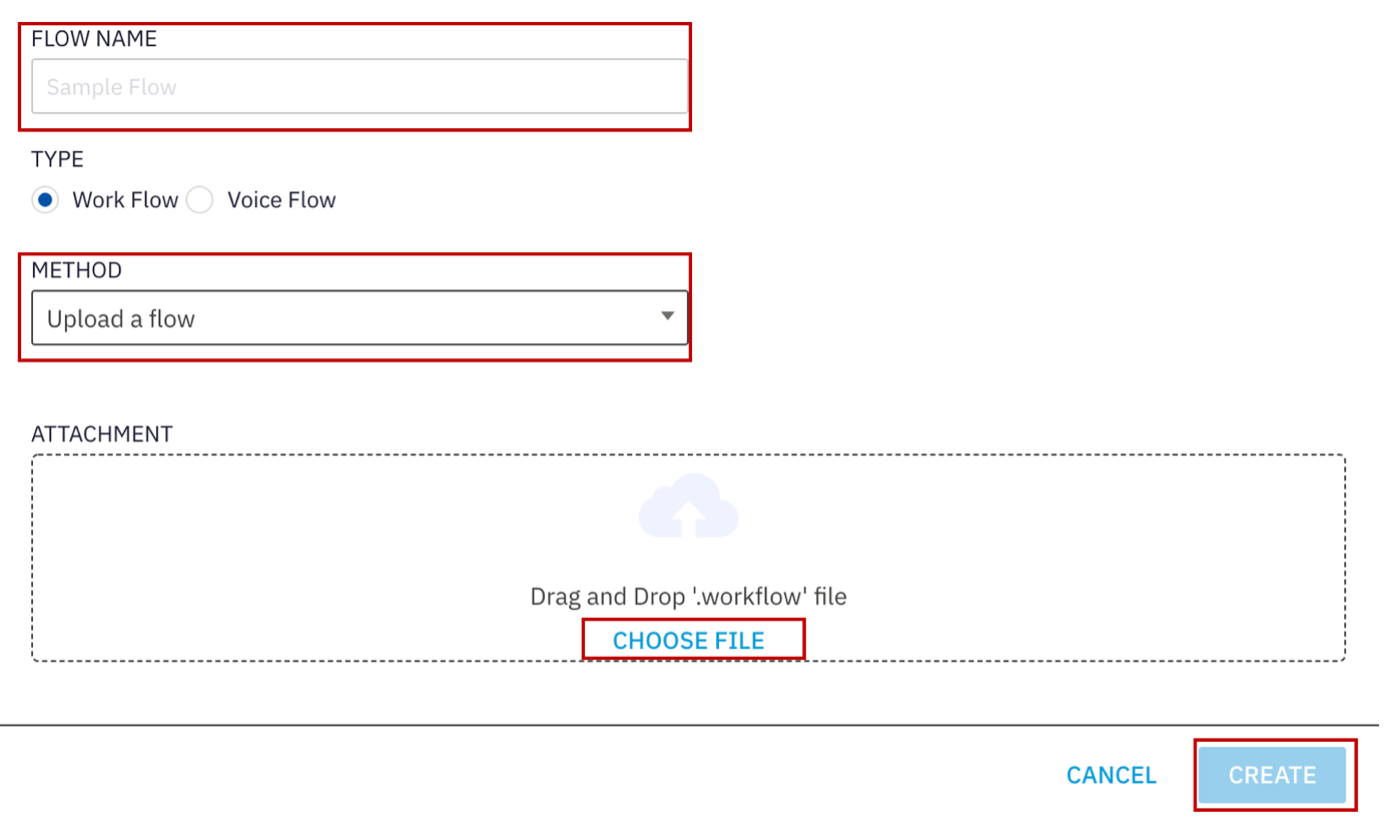 FLOW NAME
Sample Flow
TYPE
Work Flow Voice Flow
METHOD
Upload a flow
ATTACHMENT
Drag and Drop '.workflow' file
CHOOSE FILE
CANCEL CREATE